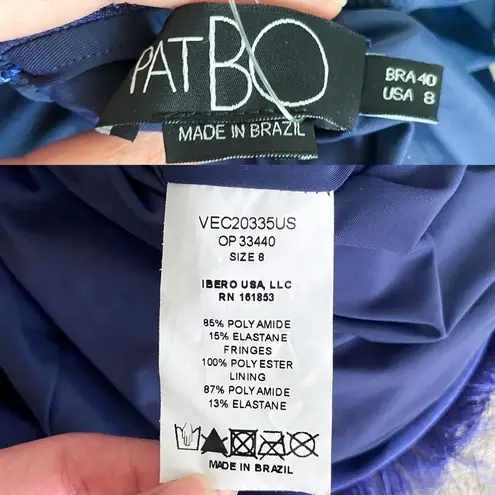 PATBO
BRA 40
USA 8
MADE IN BRAZIL
VEC20335US
OP 33440
SIZE 8
IBERO USA, LLC
RN 161853
85% POLYAMIDE
15% ELASTANE
FRINGES
100% POLYESTER
LINING
87% POLYAMIDE
13% ELASTANE
MADE IN BRAZIL